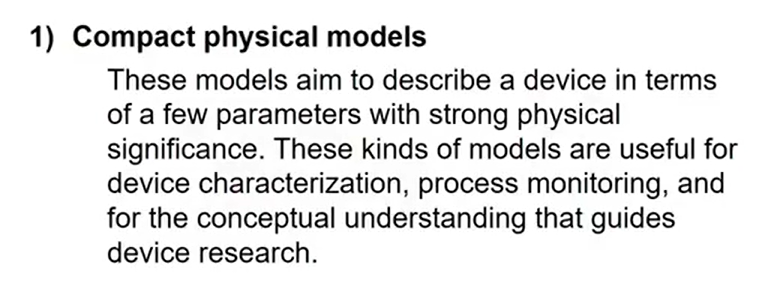 1) Compact physical models
These models aim to describe a device in terms
of a few parameters with strong physical
significance. These kinds of models are useful for
device characterization, process monitoring, and
for the conceptual understanding that guides
device research.